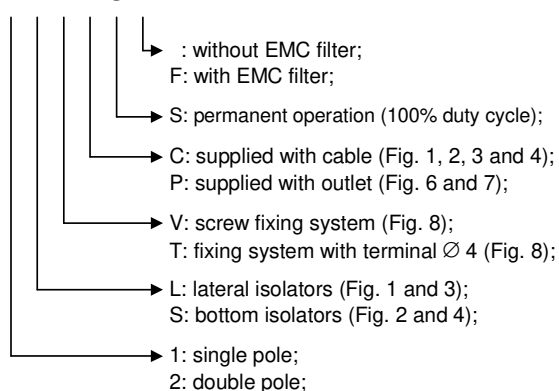 : without EMC filter;
F: with EMC filter;
S: permanent operation (100% duty cycle);
C: supplied with cable (Fig. 1, 2, 3 and 4);
P: supplied with outlet (Fig. 6 and 7);
V: screw fixing system (Fig. 8);
T: fixing system with terminal ∅ 4 (Fig. 8);
L: lateral isolators (Fig. 1 and 3);
S: bottom isolators (Fig. 2 and 4);
1: single pole;
2: double pole;